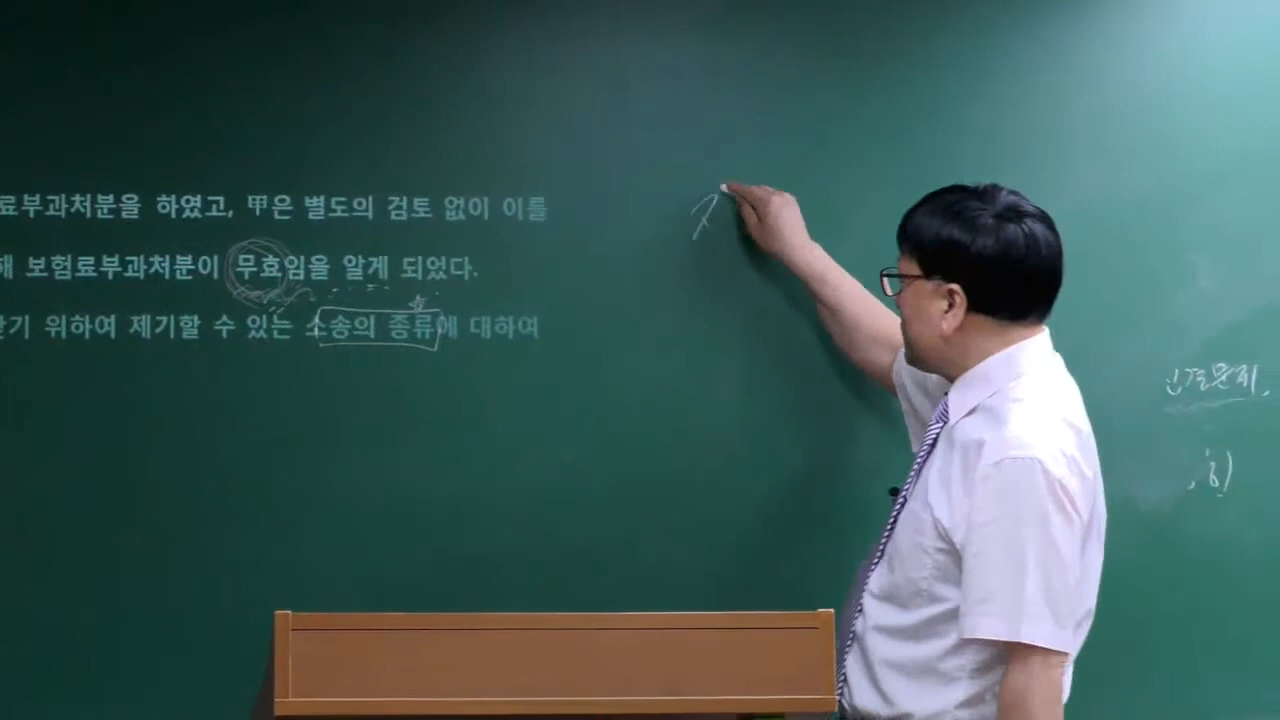 료부과처분을 하였고, 甲은 별도의 검토 없이 이를
해 보험료부과처분이 무효임을 알게 되었다.
받기 위하여 제기할 수 있는 소송의 종류에 대하여